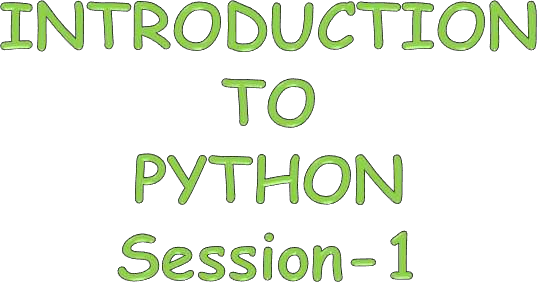 INTRODUCTION
TO
PYTHON
Session-1